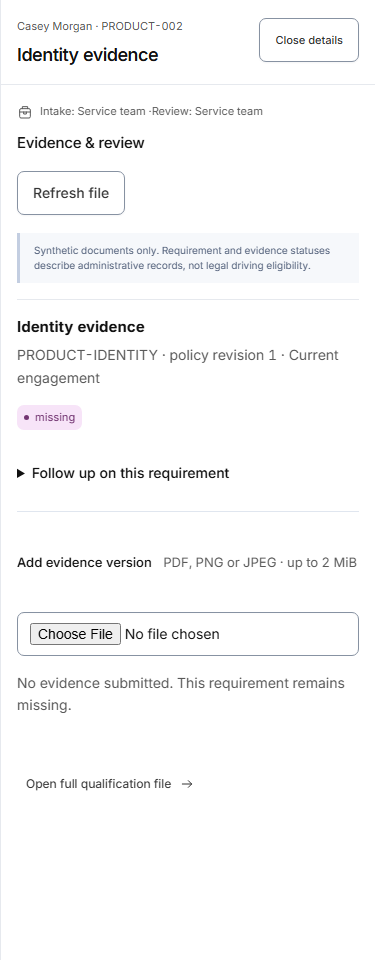 Casey Morgan · PRODUCT-002
Identity evidence
Close details
Intake: Service team ·Review: Service team
Evidence & review
Refresh file
Synthetic documents only. Requirement and evidence statuses
describe administrative records, not legal driving eligibility.
Identity evidence
PRODUCT-IDENTITY · policy revision 1 · Current
engagement
missing
Follow up on this requirement
Add evidence version PDF, PNG or JPEG · up to 2 MiB
Choose File No file chosen
No evidence submitted. This requirement remains
missing.
Open full qualification file